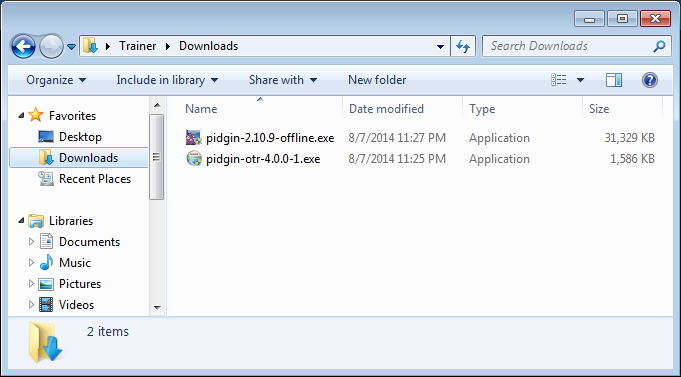 Trainer Downloads Search Downloads
Organize Include in library Share with New folder
Favorites
Desktop
Downloads
Recent Places
Libraries
Documents
Music
Pictures
Videos
Name Date modified Type Size
pidgin-2.10.9-offline.exe 8/7/2014 11:27 PM Application 31,329 KB
pidgin-otr-4.0.0-1.exe 8/7/2014 11:25 PM Application 1,586 KB
2 items